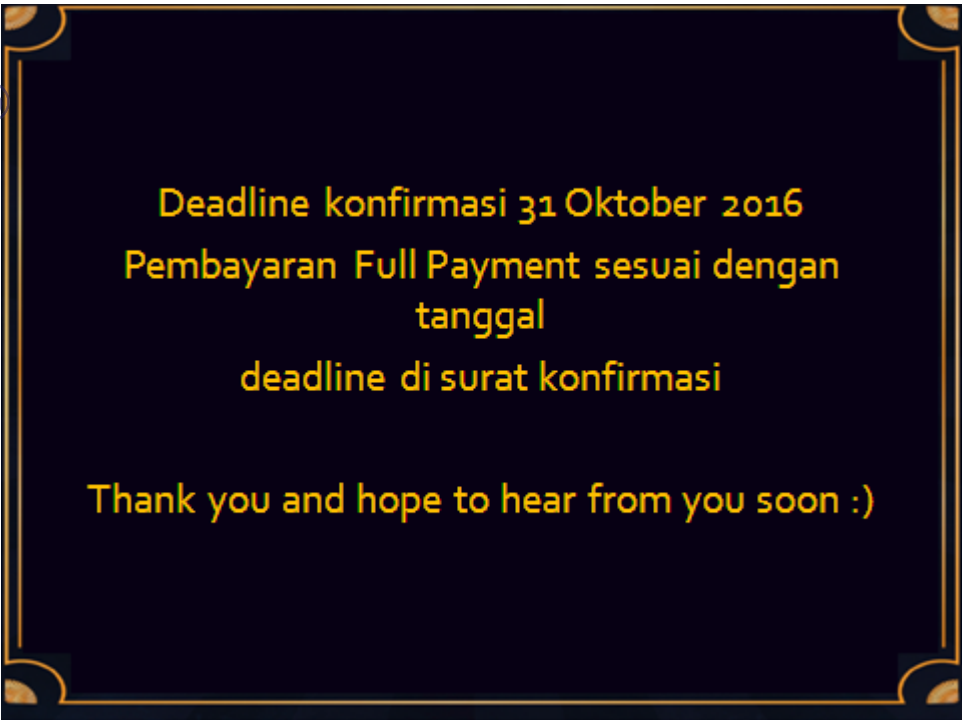 Deadline konfirmasi 31 Oktober 2016
Pembayaran Full Payment sesuai dengan
tanggal
deadline di surat konfirmasi
Thank you and hope to hear from you soon :)